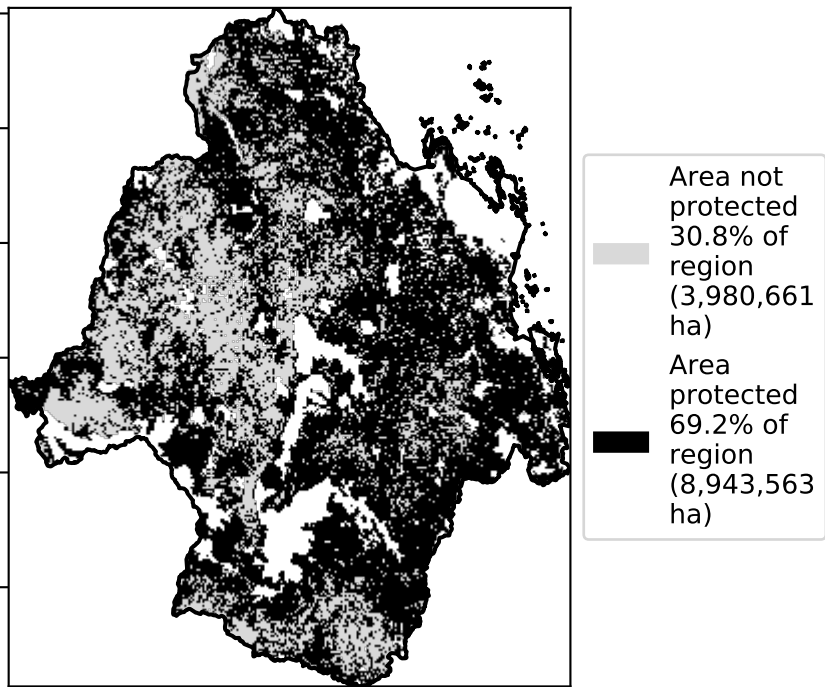 Area not
protected
30.8% of
region
(3,980,661
ha)
Area
protected
69.2% of
region
(8,943,563
ha)